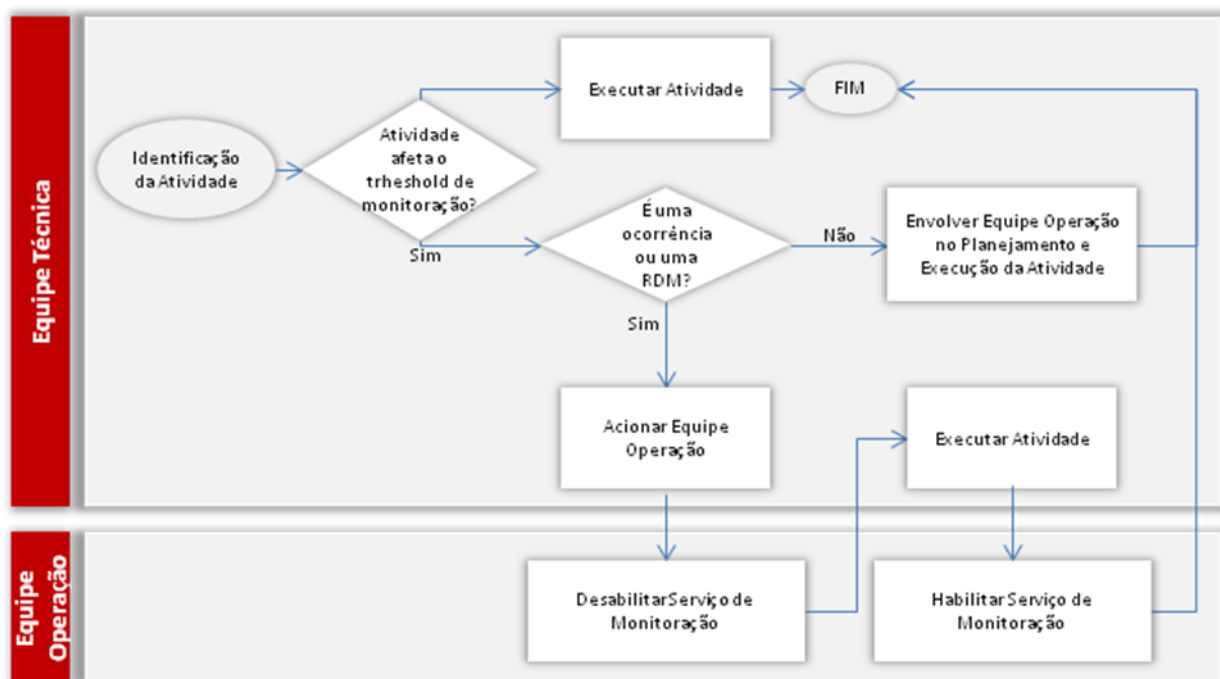 Equipe Técnica
Identificação
da Atividade
Atividade
afeta o
trheshold de
monitoração?
Executar Atividade
FIM
Sim
É uma
ocorrência
ou uma
RDM?
Não
Envolver Equipe Operação
no Planejamento e
Execução da Atividade
Sim
Acionar Equipe
Operação
Executar Atividade
Equipe
Operação
Desabilitar Serviço de
Monitoração
Habilitar Serviço de
Monitoração